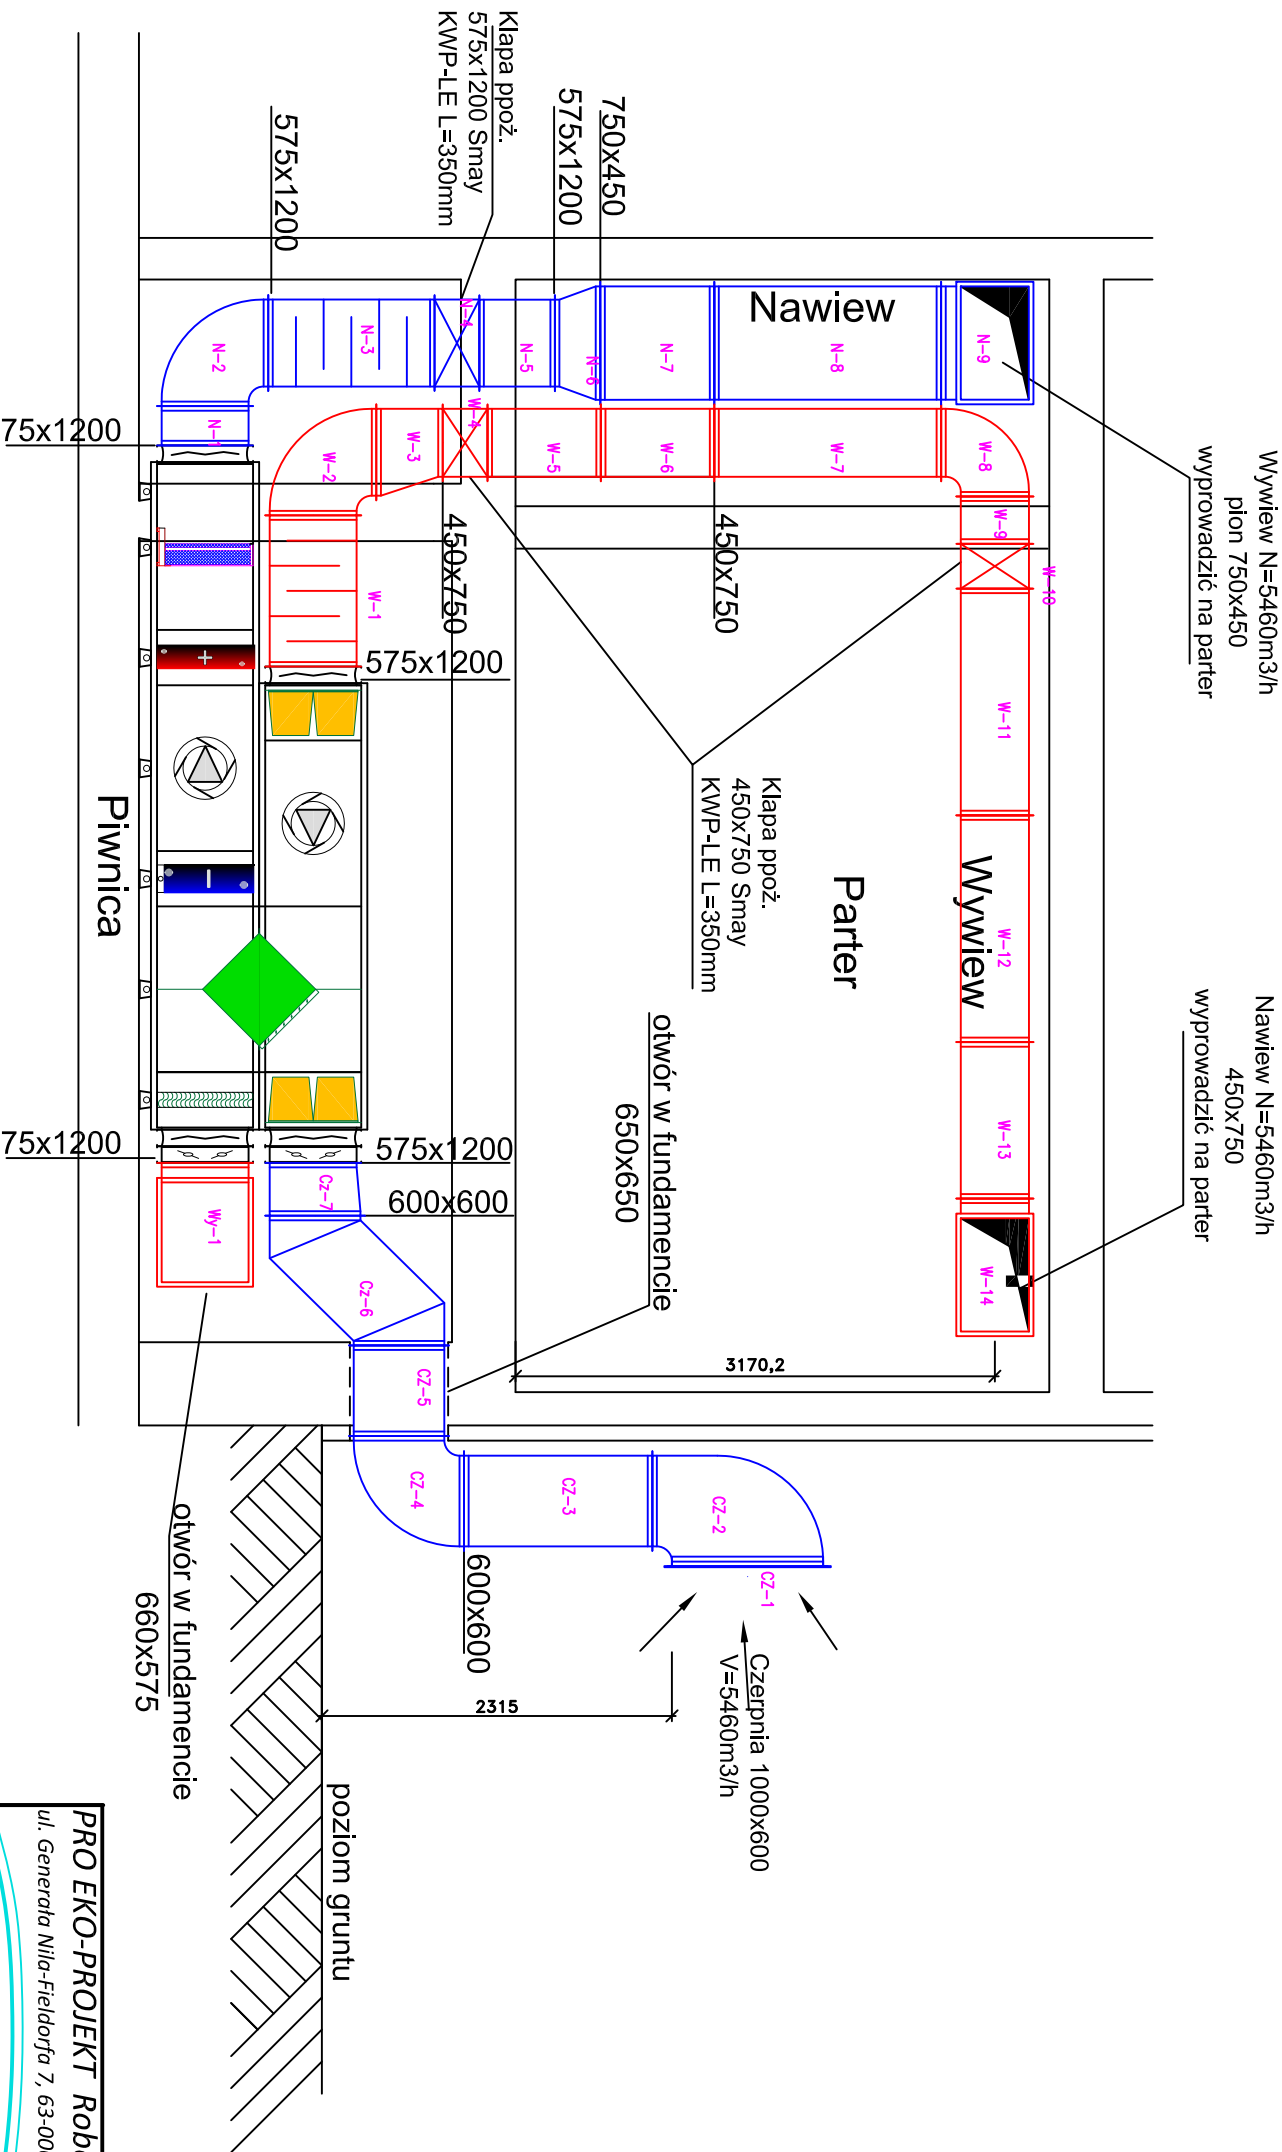 Wywiew N=5460m3/h
pion 750x450
wyprowadzić na parter
Nawiew N=5460m3/h
450x750
wyprowadzić na parter
Klapa ppoż.
575x1200 Smay
KWP-LE L=350mm
750x450
575x1200
575x1200
75x1200
Nawiew
N-1
N-2
N-3
N-4
N-5
N-6
N-7
N-8
N-9
W-1
W-2
W-3
W-4
W-5
W-6
W-7
W-8
W-9
W-10
W-11
W-12
W-13
W-14
450x750
450x750
575x1200
Klapa ppoż.
450x750 Smay
KWP-LE L=350mm
Parter
Wywiew
Piwnica
otwór w fundamencie
650x650
3170,2
75x1200
575x1200
600x600
Wy-1
Cz-7
Cz-6
CZ-5
CZ-4
CZ-3
CZ-2
CZ-1
600x600
Czerpnia 1000x600
V=5460m3/h
2315
otwór w fundamencie
660x575
poziom gruntu
PRO EKO-PROJEKT
ul. Generała Nila-Fieldorfa 7,